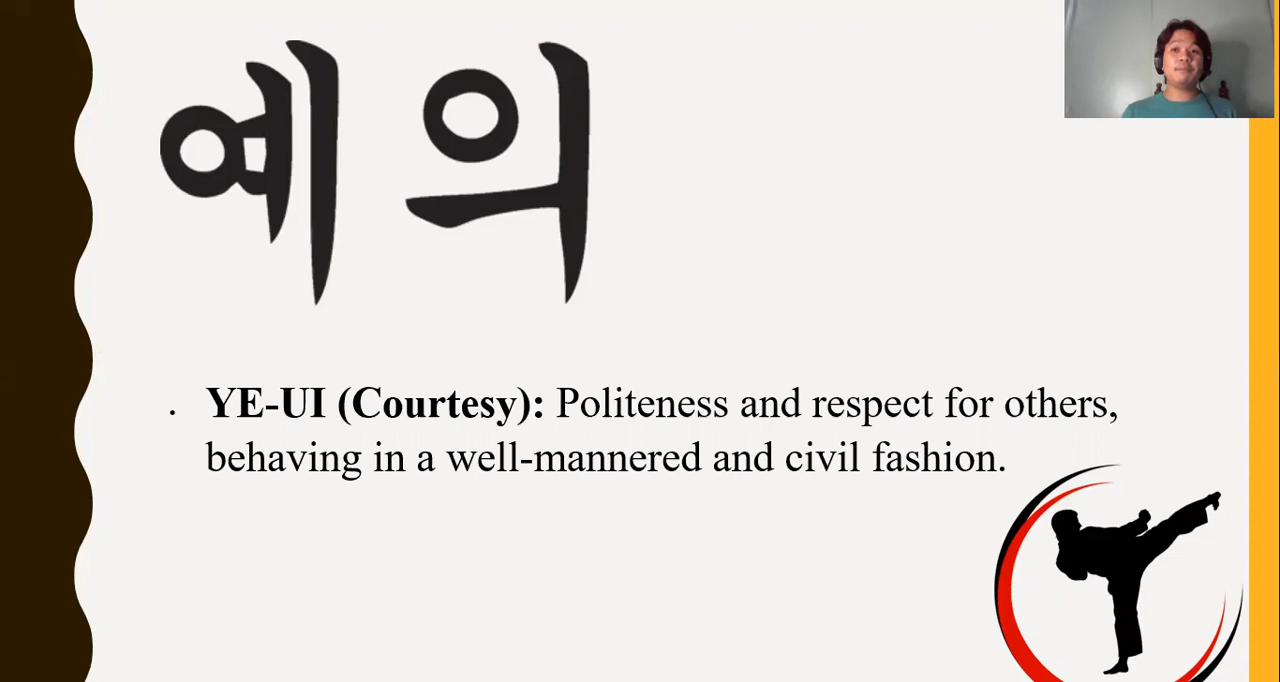 예의
• YE-UI (Courtesy): Politeness and respect for others,
behaving in a well-mannered and civil fashion.